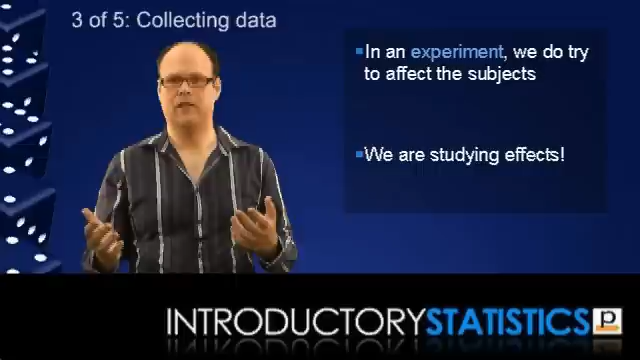 3 of 5: Collecting data
▪In an experiment, we do try
to affect the subjects
▪We are studying effects!
INTRODUCTORYSTATISTICS p